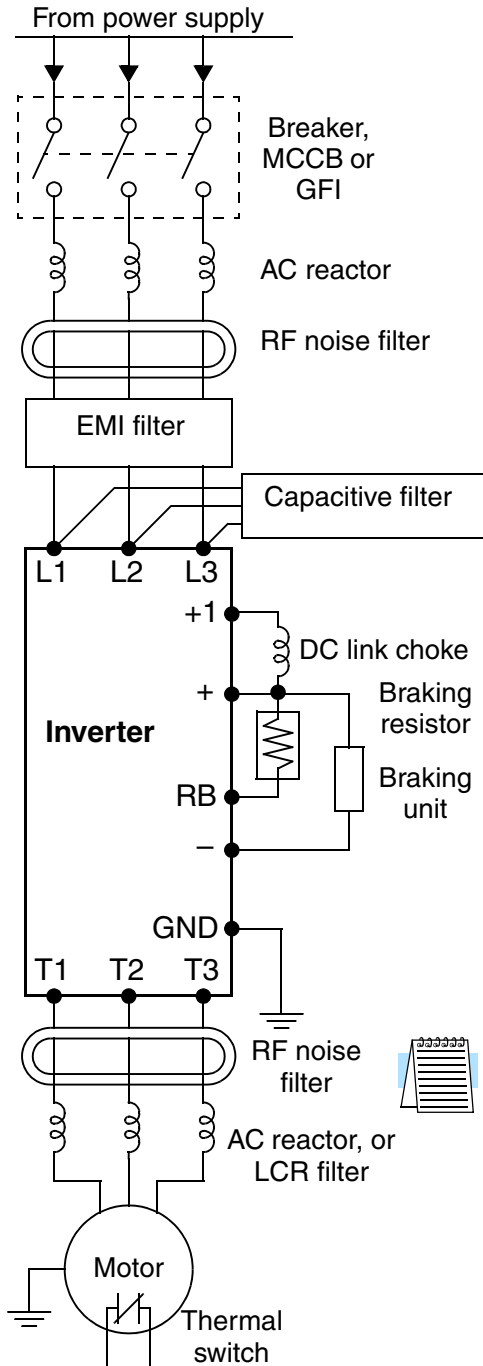 From power supply
Breaker,
MCCB or
GFI
AC reactor
RF noise filter
EMI filter
Capacitive filter
L1 L2 L3
+1
DC link choke
+
Braking
resistor
Inverter
Braking
unit
RB
–
GND
T1 T2 T3
RF noise
filter
AC reactor, or
LCR filter
Motor
Thermal
switch